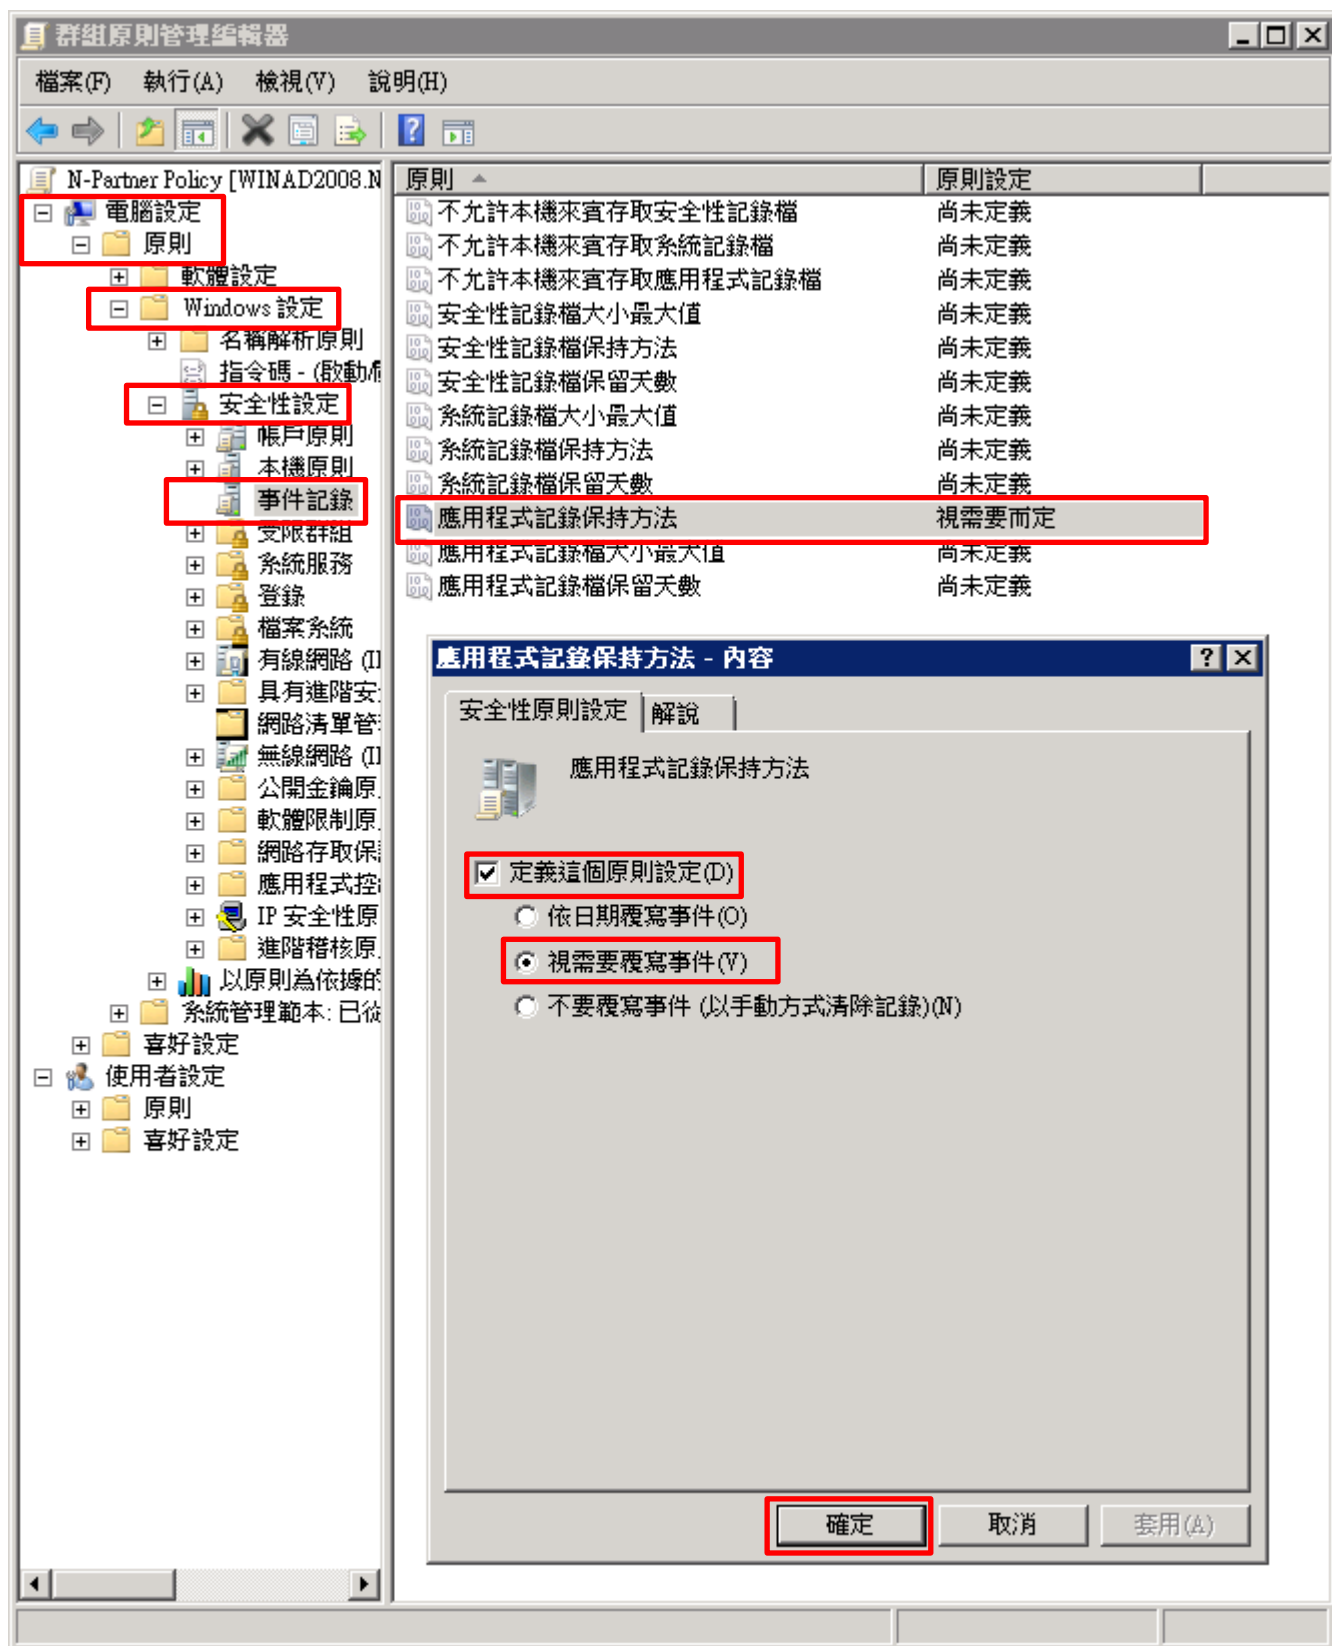 群組原則管理編輯器
檔案(F) 執行(A) 檢視(V) 說明(H)
N-Partner Policy [WINAD2008.N
電腦設定
原則
軟體設定
Windows 設定
名稱解析原則
指令碼 - (啟動/
安全性設定
帳戶原則
本機原則
事件記錄
受限群組
系統服務
登錄
檔案系統
有線網路 (II
具有進階安
網路清單管
無線網路 (II
公開金鑰原
軟體限制原
網路存取保
應用程式控
IP 安全性原
進階稽核原
以原則為依據的
系統管理範本: 已從
喜好設定
使用者設定
原則
喜好設定
原則 原則設定
不允許本機來賓存取安全性記錄檔 尚未定義
不允許本機來賓存取系統記錄檔 尚未定義
不允許本機來賓存取應用程式記錄檔 尚未定義
安全性記錄檔大小最大值 尚未定義
安全性記錄檔保持方法 尚未定義
安全性記錄檔保留天數 尚未定義
系統記錄檔大小最大值 尚未定義
系統記錄檔保持方法 尚未定義
系統記錄檔保留天數 尚未定義
應用程式記錄保持方法 視需要而定
應用程式記錄檔大小最大值 尚未定義
應用程式記錄檔保留天數 尚未定義
應用程式記錄保持方法 - 內容
安全性原則設定 解說
應用程式記錄保持方法
定義這個原則設定(D)
依日期覆寫事件(O)
視需要覆寫事件(V)
不要覆寫事件 (以手動方式清除記錄)(N)
確定 取消 套用(A)